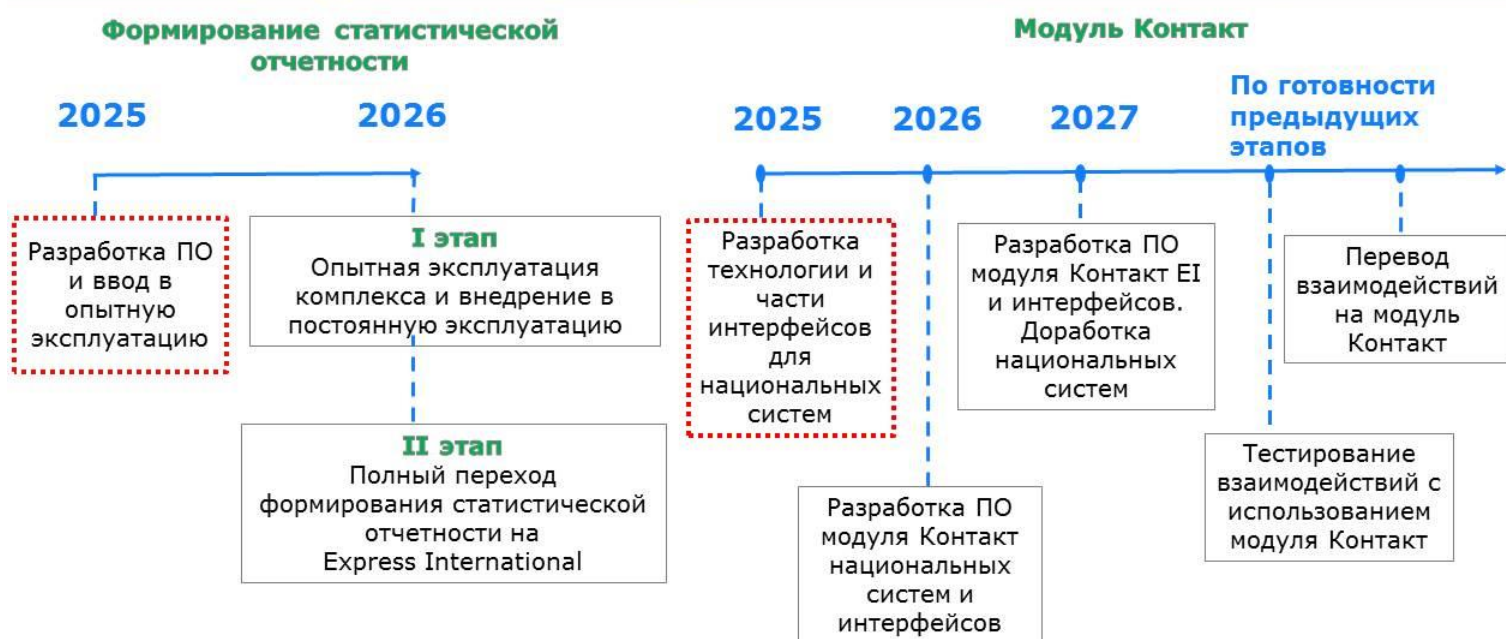 Формирование статистической
отчетности
2025
2026
Разработка ПО
и ввод в
опытную
эксплуатацию
I этап
Опытная эксплуатация
комплекса и внедрение в
постоянную эксплуатацию
II этап
Полный переход
формирования статистической
отчетности на
Express International
Модуль Контакт
2025
2026
2027
По готовности
предыдущих
этапов
Разработка
технологии и
части
интерфейсов
для
национальных
систем
Разработка ПО
модуля Контакт
национальных
систем и
интерфейсов
Разработка ПО
модуля Контакт EI
и интерфейсов.
Доработка
национальных
систем
Тестирование
взаимодействий с
использованием
модуля Контакт
Перевод
взаимодействий
на модуль
Контакт